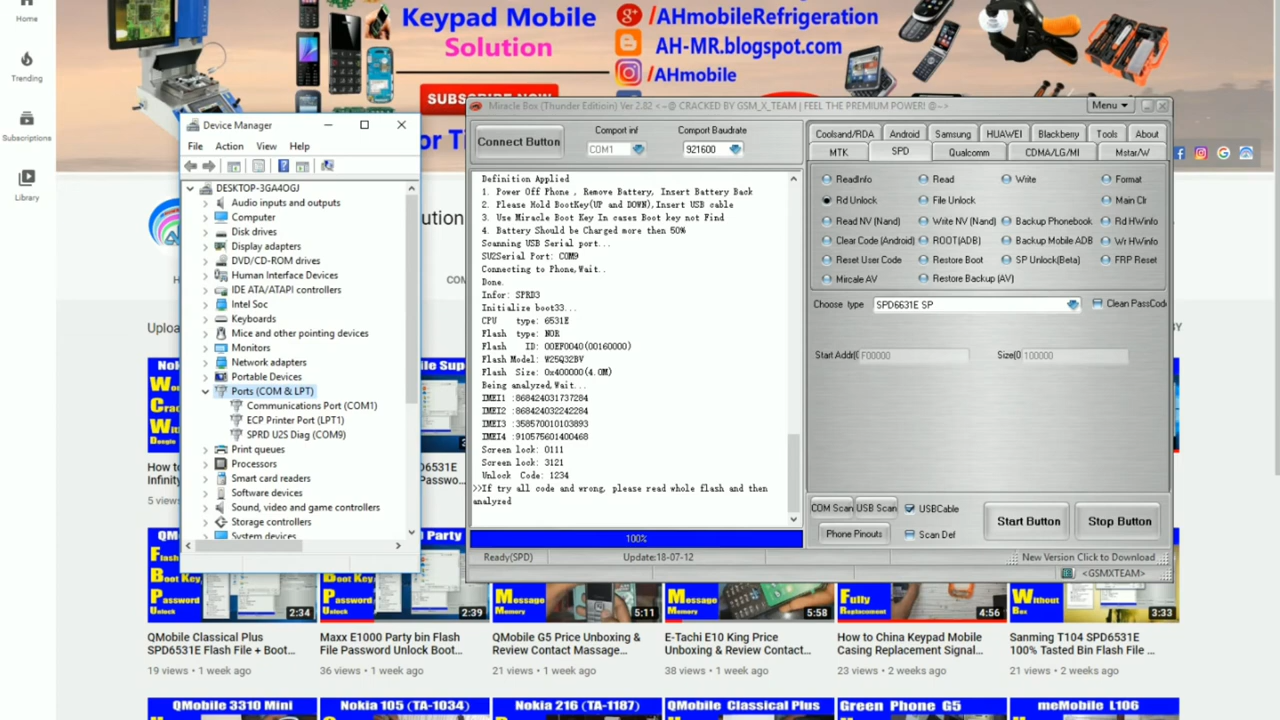 Home
Trending
Subscriptions
Library
Keypad Mobile
Solution
/AHmobileRefrigeration
AH-MR.blogspot.com
/AHmobile
SUBSCRIBE NOW
Device Manager
File Action View Help
DESKTOP-3GA4OGJ
Audio inputs and outputs
Computer
Disk drives
Display adapters
DVD/CD-ROM drives
Human Interface Devices
IDE ATA/ATAPI controllers
Intel Soc
Keyboards
Mice and other pointing devices
Monitors
Network adapters
Portable Devices
Ports (COM & LPT)
Communications Port (COM1)
ECP Printer Port (LPT1)
SPRD U2S Diag (COM9)
Print queues
Processors
Smart card readers
Software devices
Sound, video and game controllers
Storage controllers
System devices
Miracle Box (Thunder Editioin) Ver 2.82 <~@ CRACKED BY GSM_X_TEAM | FEEL THE PREMIUM POWER! @~>
Menu
Connect Button
Comport inf
COM1
Comport Baudrate
921600
Definition Applied
1. Power Off Phone , Remove Battery, Insert Battery Back
2. Please Hold BootKey(UP and DOWN),Insert USB cable
3. Use Miracle Boot Key In cases Boot key not Find
4. Battery Should be Charged more then 50%
Scanning USB Serial port...
SU2Serial Port: COM9
Connecting to Phone,Wait..
Done.
Infor: SPRD3
Initialize boot33...
CPU type: 6531E
Flash type: NOR
Flash ID: 00EF0040(00160000)
Flash Model: W25Q32BV
Flash Size: 0x400000(4.0M)
Being analyzed,Wait...
IMEI1 :868424031737284
IMEI2 :868424032242284
IMEI3 :358570010103893
IMEI4 :910575601400468
Screen lock: 0111
Screen lock: 3121
Unlock Code: 1234
>>If try all code and wrong, please read whole flash and then
analyzed
100%
Ready(SPD)
Update:18-07-12
New Version Click to Download
<GSMXTEAM>
Coolsand/RDA Android Samsung HUAWEI Blackberry Tools About
MTK SPD Qualcomm CDMA/LG/MI Mstar/W
ReadInfo Read Write Format
Rd Unlock File Unlock Main Clr
Read NV (Nand) Write NV (Nand) Backup Phonebook Rd HWinfo
Clear Code (Android) ROOT(ADB) Backup Mobile ADB Wr HWinfo
Reset User Code Restore Boot SP Unlock(Beta) FRP Reset
Mircale AV Restore Backup (AV)
Choose type SPD6631E SP Clean PassCod
Start Addr( F00000 Size(0 100000
COM Scan USB Scan USBCable
Phone Pinouts Scan Def
Start Button
Stop Button
5 views
QMobile Classical Plus
SPD6531E Flash File + Boot...
19 views • 1 week ago
2:34
Maxx E1000 Party bin Flash
File Password Unlock Boot...
36 views • 1 week ago
2:39
QMobile G5 Price Unboxing &
Review Contact Massage...
21 views • 1 week ago
5:11
E-Tachi E10 King Price
Unboxing & Review Contact...
38 views • 1 week ago
5:58
How to China Keypad Mobile
Casing Replacement Signal...
23 views • 2 weeks ago
4:56
Sanming T104 SPD6531E
100% Tasted Bin Flash File ...
21 views • 2 weeks ago
3:33
QMobile 3310 Mini
Nokia 105 (TA-1034)
Nokia 216 (TA-1187)
QMobile Classical Plus
Green Phone G5
meMobile L106